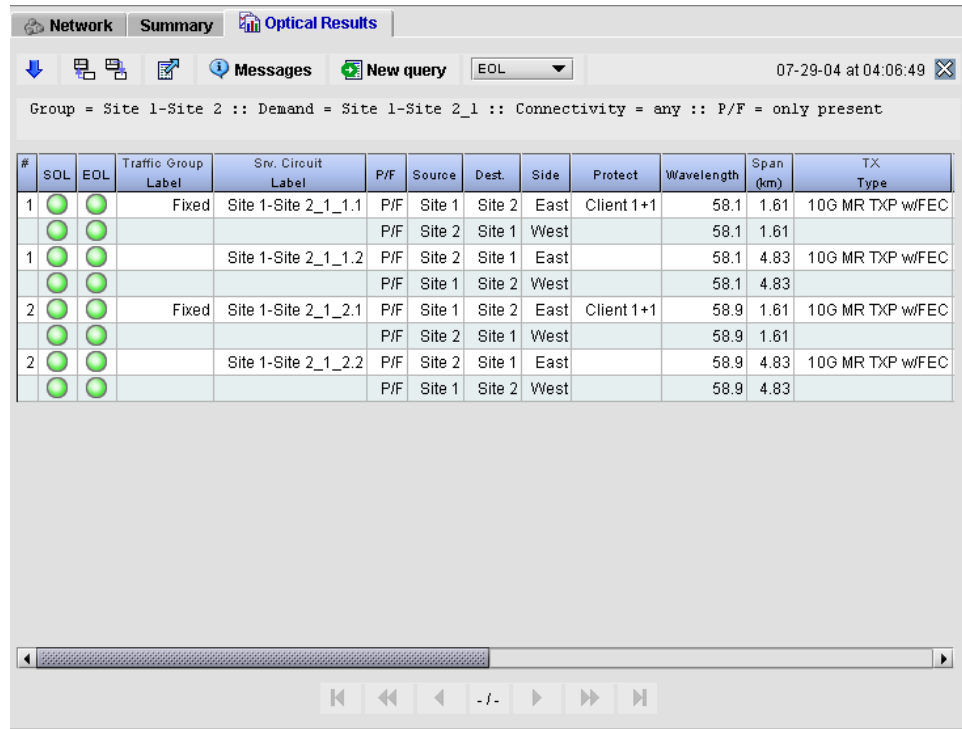 Network Summary Optical Results
Messages New query EOL 07-29-04 at 04:06:49
Group = Site 1-Site 2 :: Demand = Site 1-Site 2_1 :: Connectivity = any :: P/F = only present
# SOL EOL Traffic Group Label Srv. Circuit Label P/F Source Dest. Side Protect Wavelength Span (km) TX Type
1 Fixed Site 1-Site 2_1_1.1 P/F Site 1 Site 2 East Client 1+1 58.1 1.61 10G MR TXP w/FEC
P/F Site 2 Site 1 West 58.1 1.61
1 Site 1-Site 2_1_1.2 P/F Site 2 Site 1 East 58.1 4.83 10G MR TXP w/FEC
P/F Site 1 Site 2 West 58.1 4.83
2 Fixed Site 1-Site 2_1_2.1 P/F Site 1 Site 2 East Client 1+1 58.9 1.61 10G MR TXP w/FEC
P/F Site 2 Site 1 West 58.9 1.61
2 Site 1-Site 2_1_2.2 P/F Site 2 Site 1 East 58.9 4.83 10G MR TXP w/FEC
P/F Site 1 Site 2 West 58.9 4.83
- / -